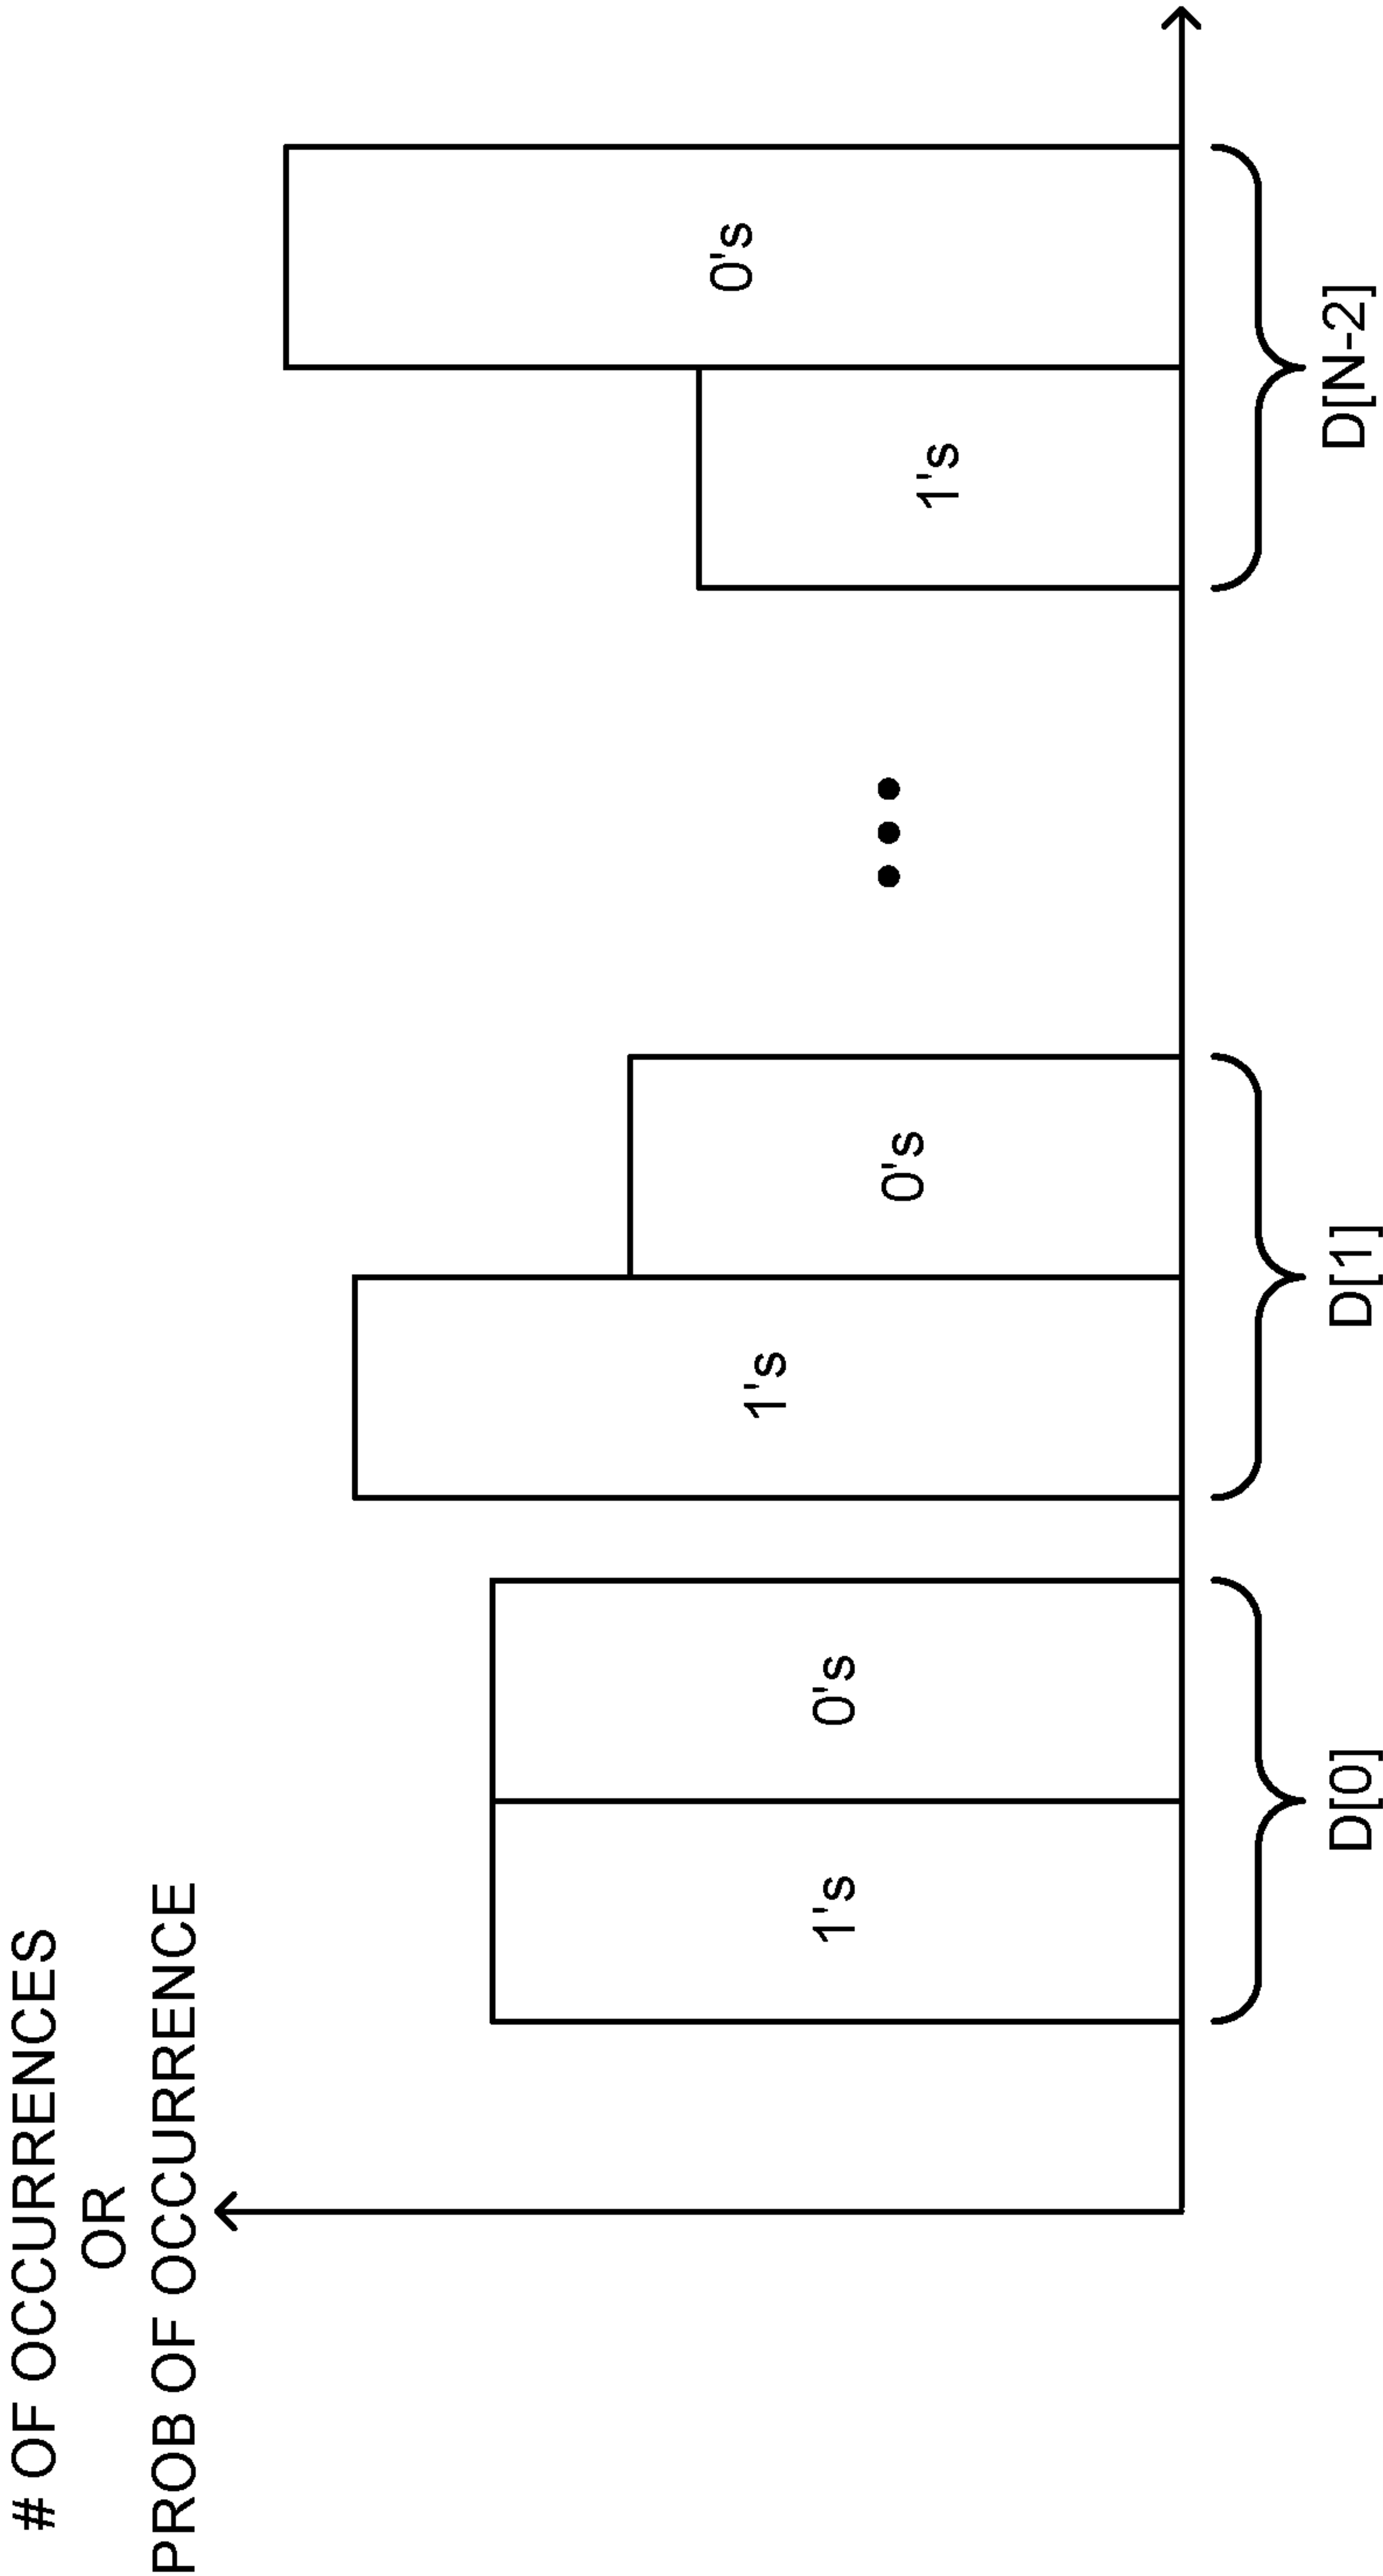 # OF OCCURRENCES
OR
PROB OF OCCURRENCE
1's
0's
1's
0's
1's
0's
D[0]
D[1]
D[N-2]